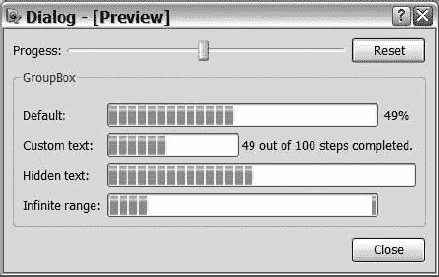 Dialog - [Preview]
Progess: Reset
GroupBox
Default: 49%
Custom text: 49 out of 100 steps completed.
Hidden text:
Infinite range:
Close